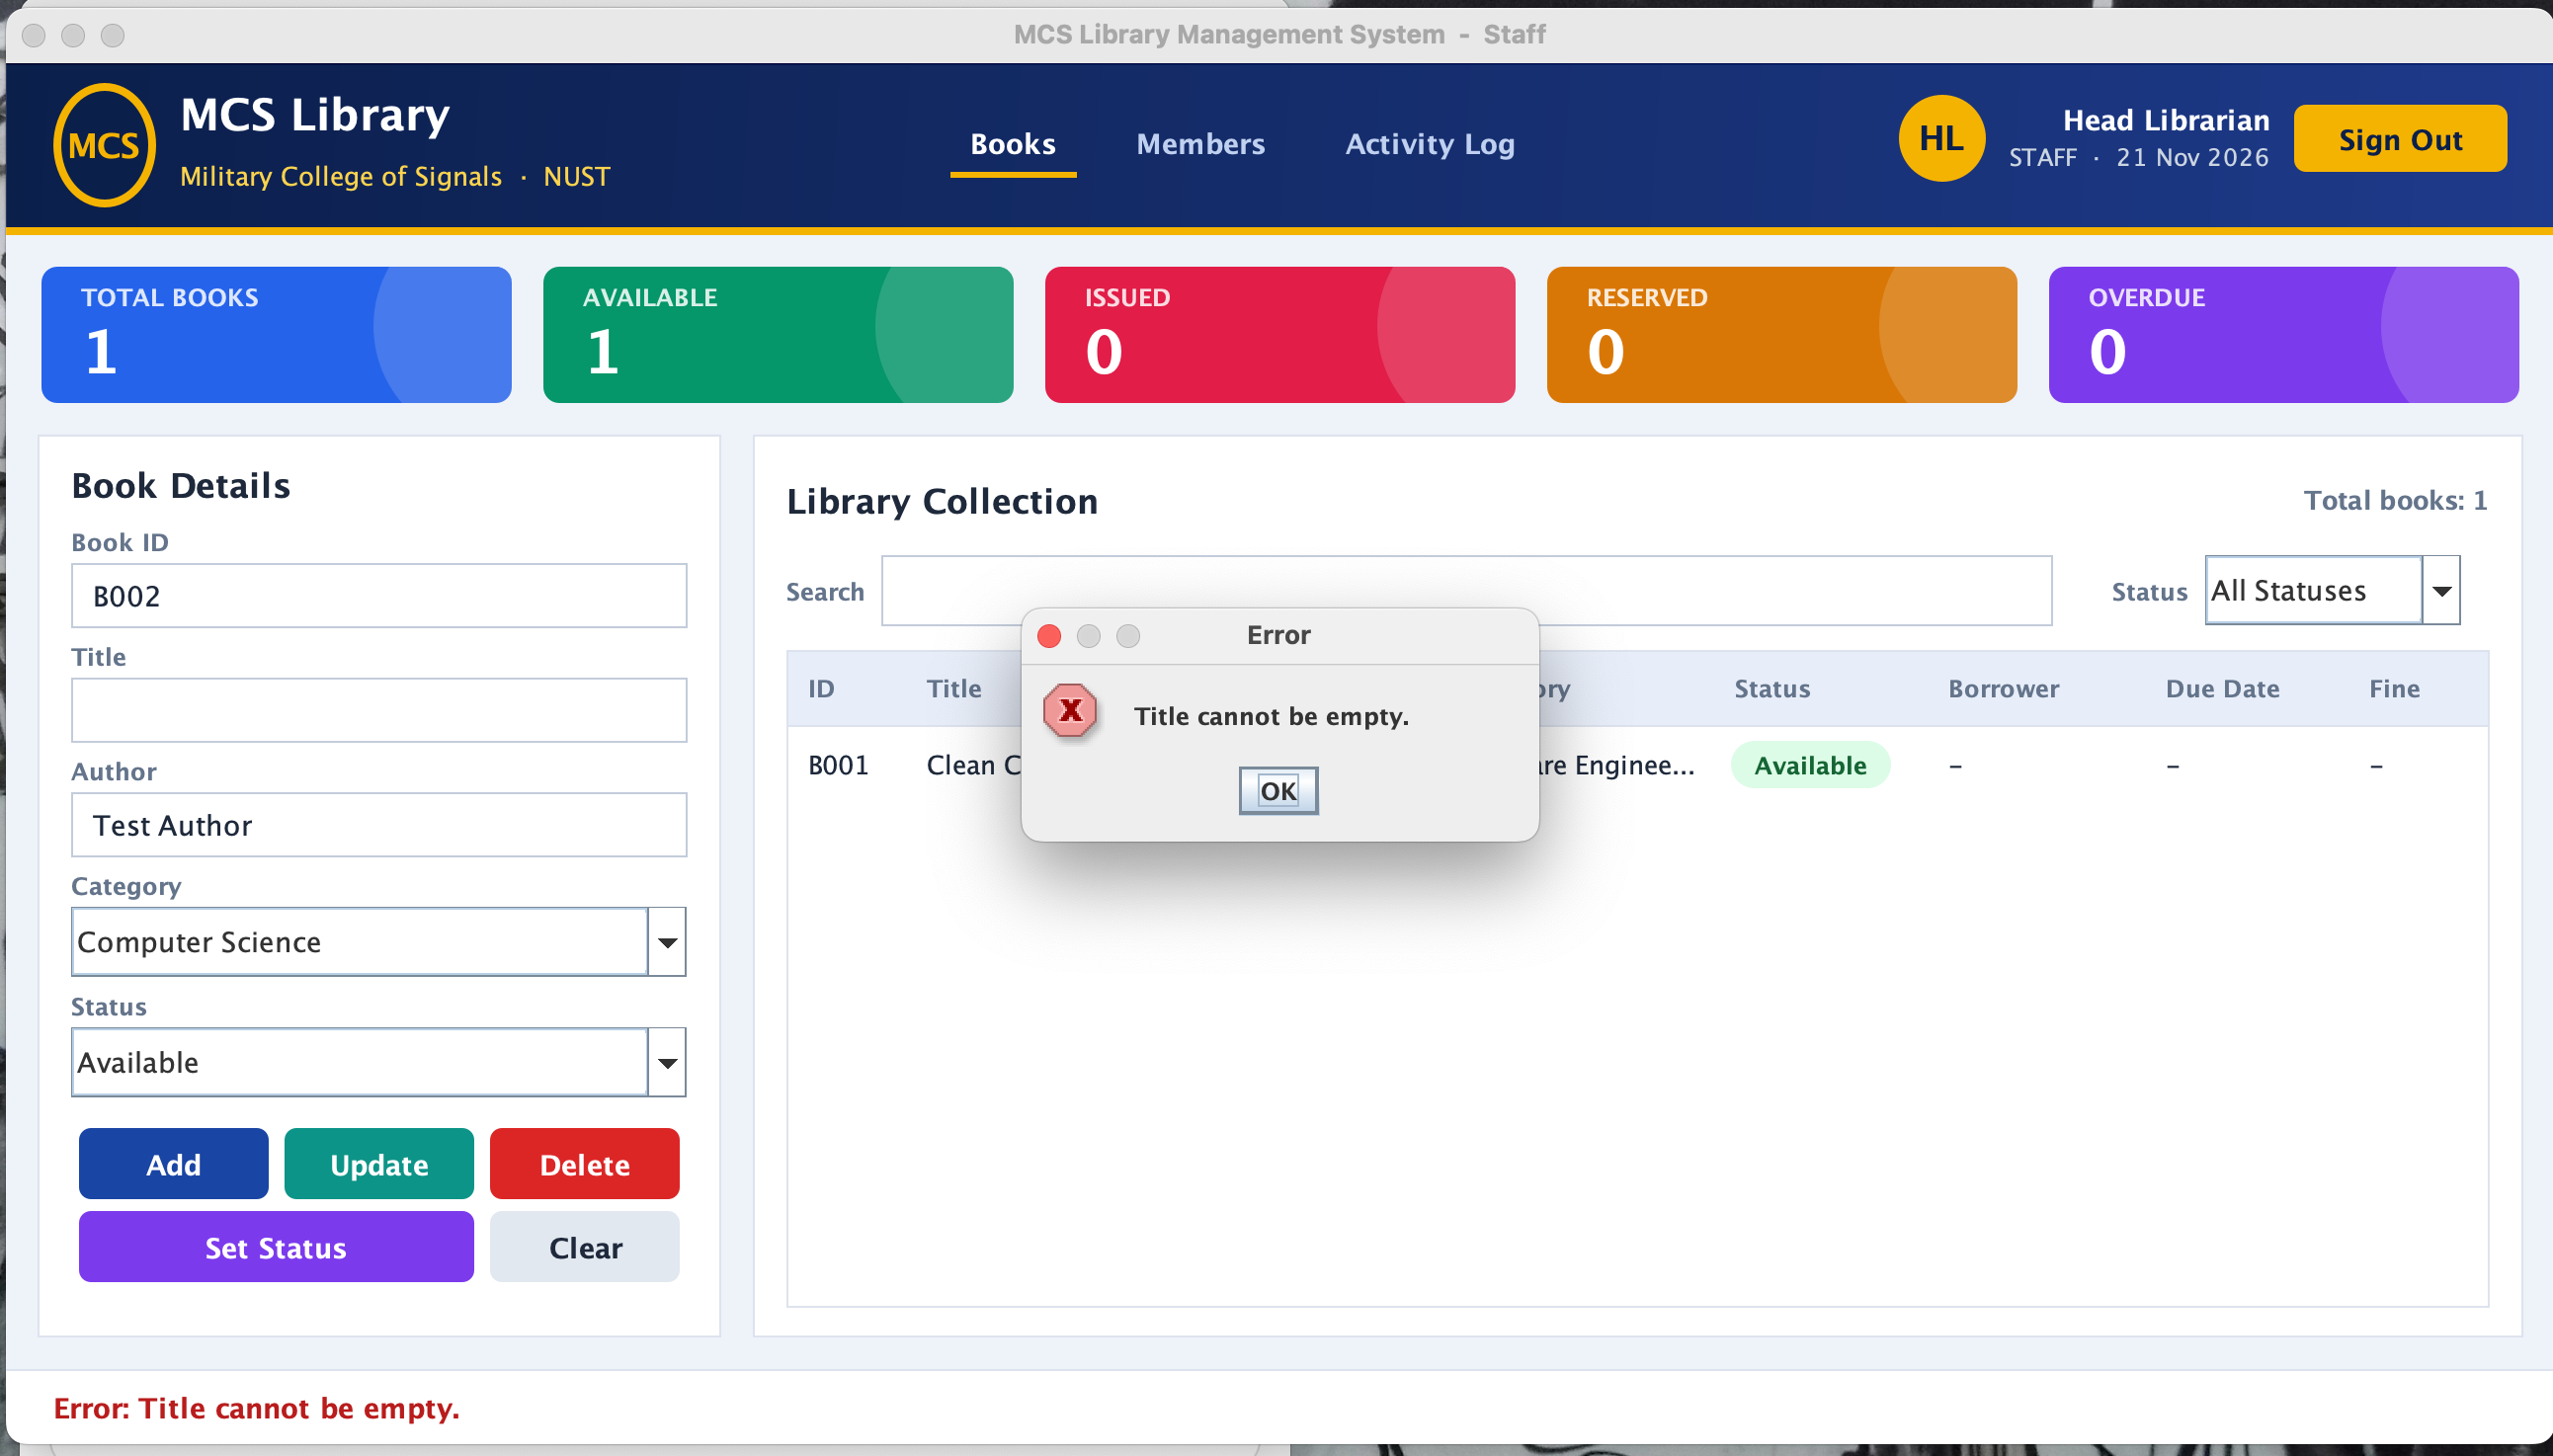 MCS Library Management System - Staff
MCS
MCS Library
Military College of Signals · NUST
Books
Members
Activity Log
HL
Head Librarian
STAFF · 21 Nov 2026
Sign Out
TOTAL BOOKS
1
AVAILABLE
1
ISSUED
0
RESERVED
0
OVERDUE
0
Book Details
Book ID
B002
Title
Author
Test Author
Category
Computer Science
Status
Available
Add
Update
Delete
Set Status
Clear
Library Collection
Total books: 1
Search
Status
All Statuses
ID
Title
Status
Borrower
Due Date
Fine
B001
Clean
Enginee...
Available
–
–
–
Error
Title cannot be empty.
OK
Error: Title cannot be empty.